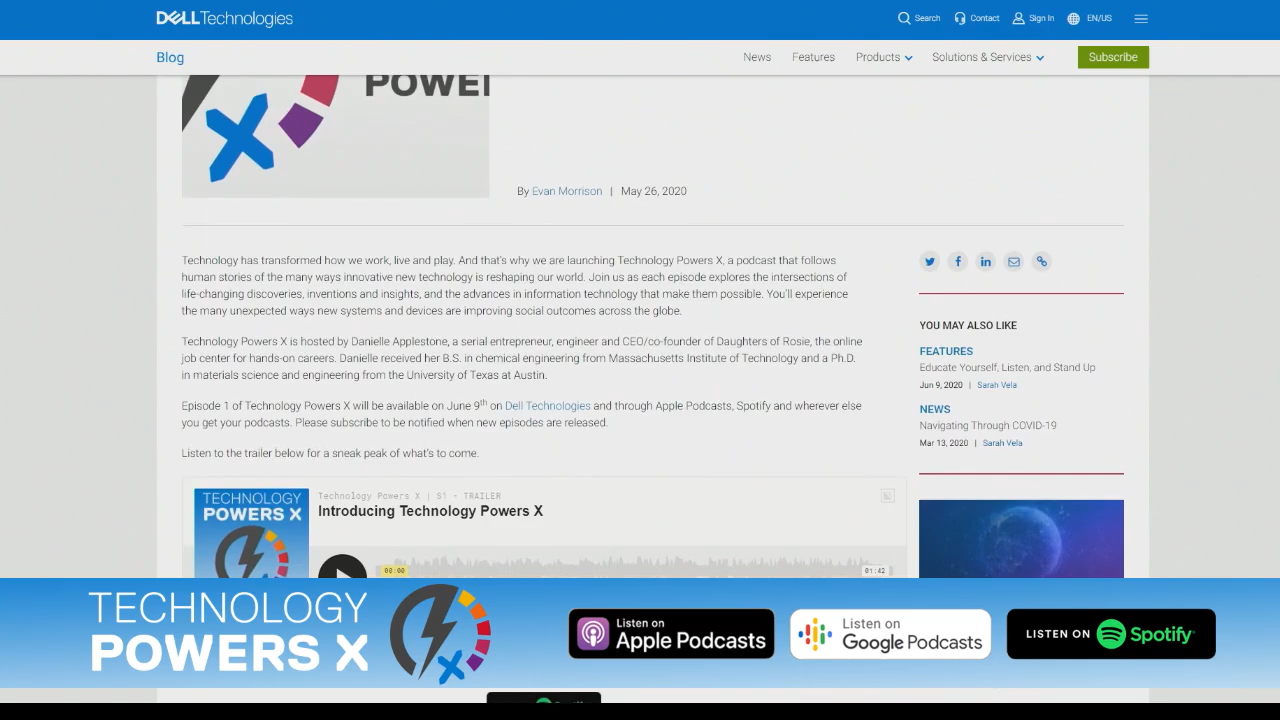 DELLTechnologies
Search
Contact
Sign In
EN/US
Blog
News
Features
Products
Solutions & Services
Subscribe
POWE
By Evan Morrison | May 26, 2020
Technology has transformed how we work, live and play. And that's why we are launching Technology Powers X, a podcast that follows
human stories of the many ways innovative new technology is reshaping our world. Join us as each episode explores the intersections of
life-changing discoveries, inventions and insights, and the advances in information technology that make them possible. You'll experience
the many unexpected ways new systems and devices are improving social outcomes across the globe.
Technology Powers X is hosted by Danielle Applestone, a serial entrepreneur, engineer and CEO/co-founder of Daughters of Rosie, the online
job center for hands-on careers. Danielle received her B.S. in chemical engineering from Massachusetts Institute of Technology and a Ph.D.
in materials science and engineering from the University of Texas at Austin.
Episode 1 of Technology Powers X will be available on June 9th on Dell Technologies and through Apple Podcasts, Spotify and wherever else
you get your podcasts. Please subscribe to be notified when new episodes are released.
Listen to the trailer below for a sneak peak of what's to come.
YOU MAY ALSO LIKE
FEATURES
Educate Yourself, Listen, and Stand Up
Jun 9, 2020 | Sarah Vela
NEWS
Navigating Through COVID-19
Mar 13, 2020 | Sarah Vela
TECHNOLOGY
POWERS X
Technology Powers X | S1 - TRAILER
Introducing Technology Powers X
00:00
01:42
TECHNOLOGY
POWERS X
Listen on
Apple Podcasts
Listen on
Google Podcasts
LISTEN ON Spotify